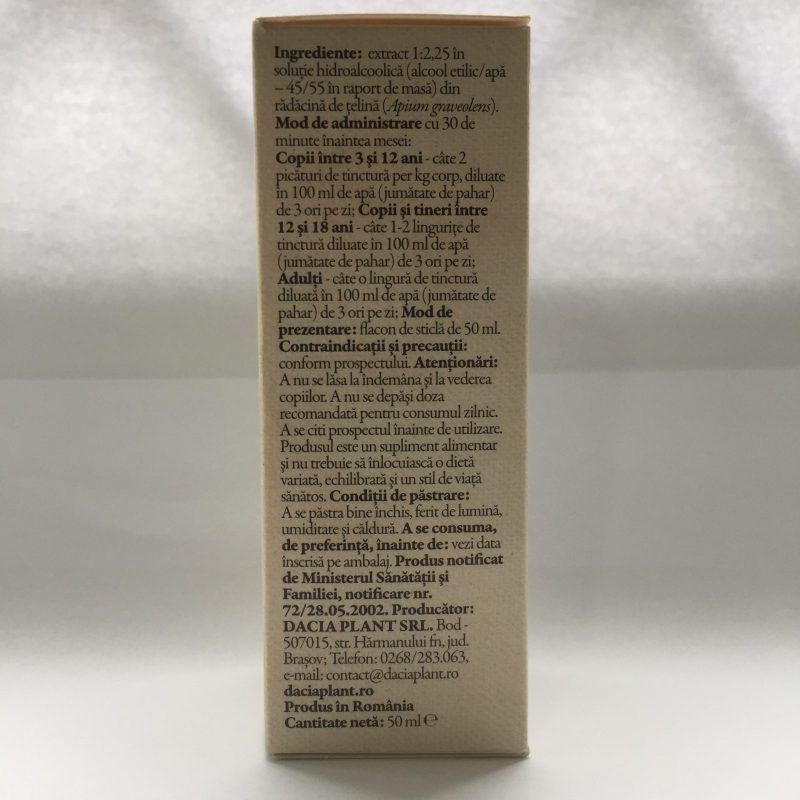 Ingrediente: extract 1:2,25 în
soluție hidroalcoolică (alcool etilic/apă
– 45/55 în raport de masă) din
rădăcină de țelină (Apium graveolens).
Mod de administrare cu 30 de
minute înaintea mesei:
Copii între 3 şi 12 ani - câte 2
picături de tinctură per kg corp, diluate
în 100 ml de apă (jumătate de pahar)
de 3 ori pe zi; Copii şi tineri între
12 şi 18 ani - câte 1-2 lingurițe de
tinctură diluate în 100 ml de apă
(jumătate de pahar) de 3 ori pe zi;
Adulți - câte o lingură de tinctură
diluată în 100 ml de apă (jumătate de
pahar) de 3 ori pe zi; Mod de
prezentare: flacon de sticlă de 50 ml.
Contraindicații şi precauții:
conform prospectului. Atenționări:
A nu se lăsa la îndemâna şi la vederea
copiilor. A nu se depăşi doza
recomandată pentru consumul zilnic.
A se citi prospectul înainte de utilizare.
Produsul este un supliment alimentar
şi nu trebuie să înlocuiască o dietă
variată, echilibrată şi un stil de viață
sănătos. Condiții de păstrare:
A se păstra bine închis, ferit de lumină,
umiditate şi căldură. A se consuma,
de preferință, înainte de: vezi data
înscrisă pe ambalaj. Produs notificat
de Ministerul Sănătății şi
Familiei, notificare nr.
72/28.05.2002. Producător:
DACIA PLANT SRL. Bod -
507015, str. Hărmanului fn, jud.
Braşov; Telefon: 0268/283.063,
e-mail: contact@daciaplant.ro
daciaplant.ro
Produs în România
Cantitate netă: 50 ml ℮